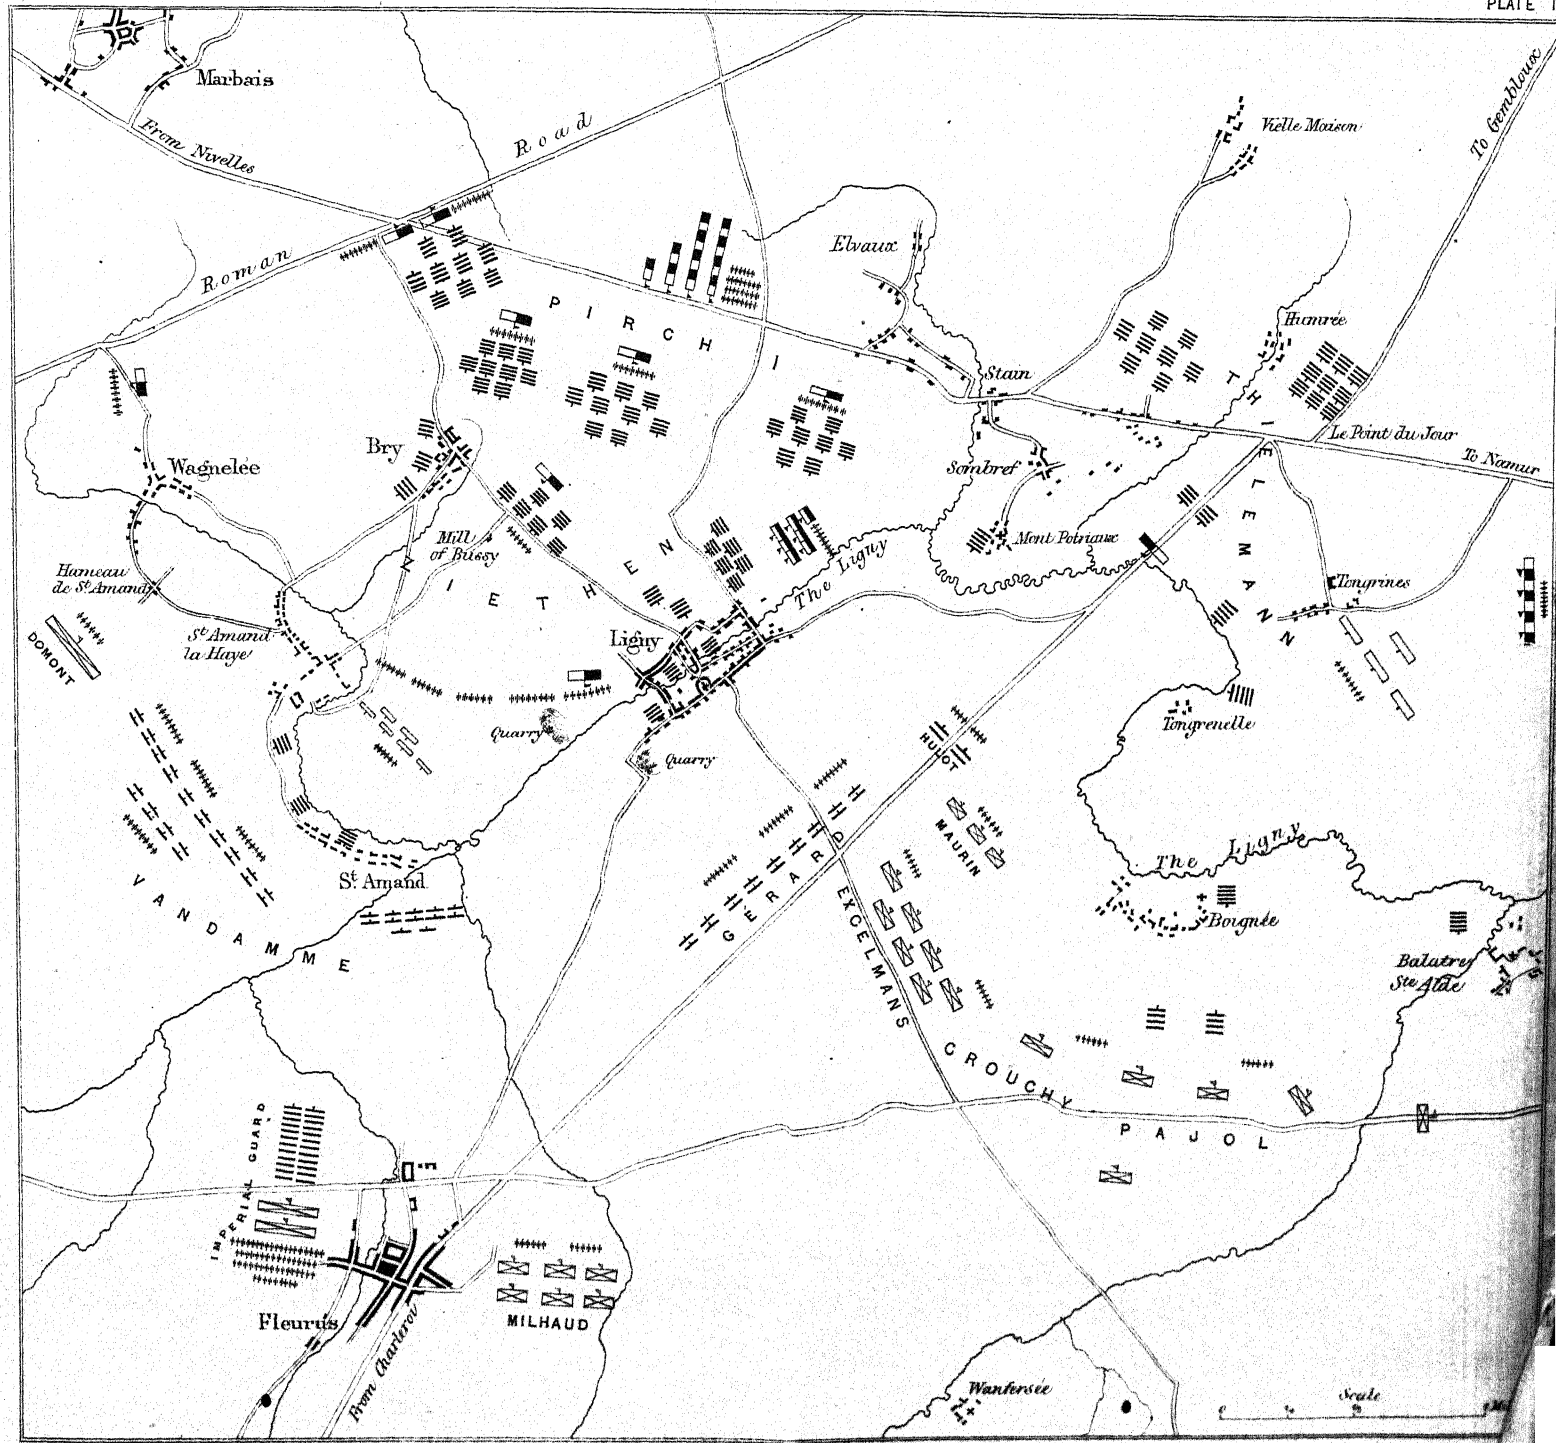 PLATE
Marbais
From Nivelles
Roman Road
Vielle Maison
To Gembloux
Elvaux
PIRCH I
Humrée
Stain
THIELEMANN
Le Point du Jour
To Namur
Bry
Wagnelée
Sombref
Mill
of Bussy
ZIETHEN
The Ligny
Mont Potriaux
Hameau
de St. Amand
Tongrines
DOMONT
St. Amand
la Haye
Ligny
Tongrenelle
Quarry
Quarry
HULOT
MAURIN
The Ligny
VANDAMME
St. Amand
GÉRARD
EXCELMANS
Boignée
Balatre
Ste Alde
GROUCHY
PAJOL
IMPERIAL GUARD
Fleurus
From Charleroi
MILHAUD
Wanfersée
Scale